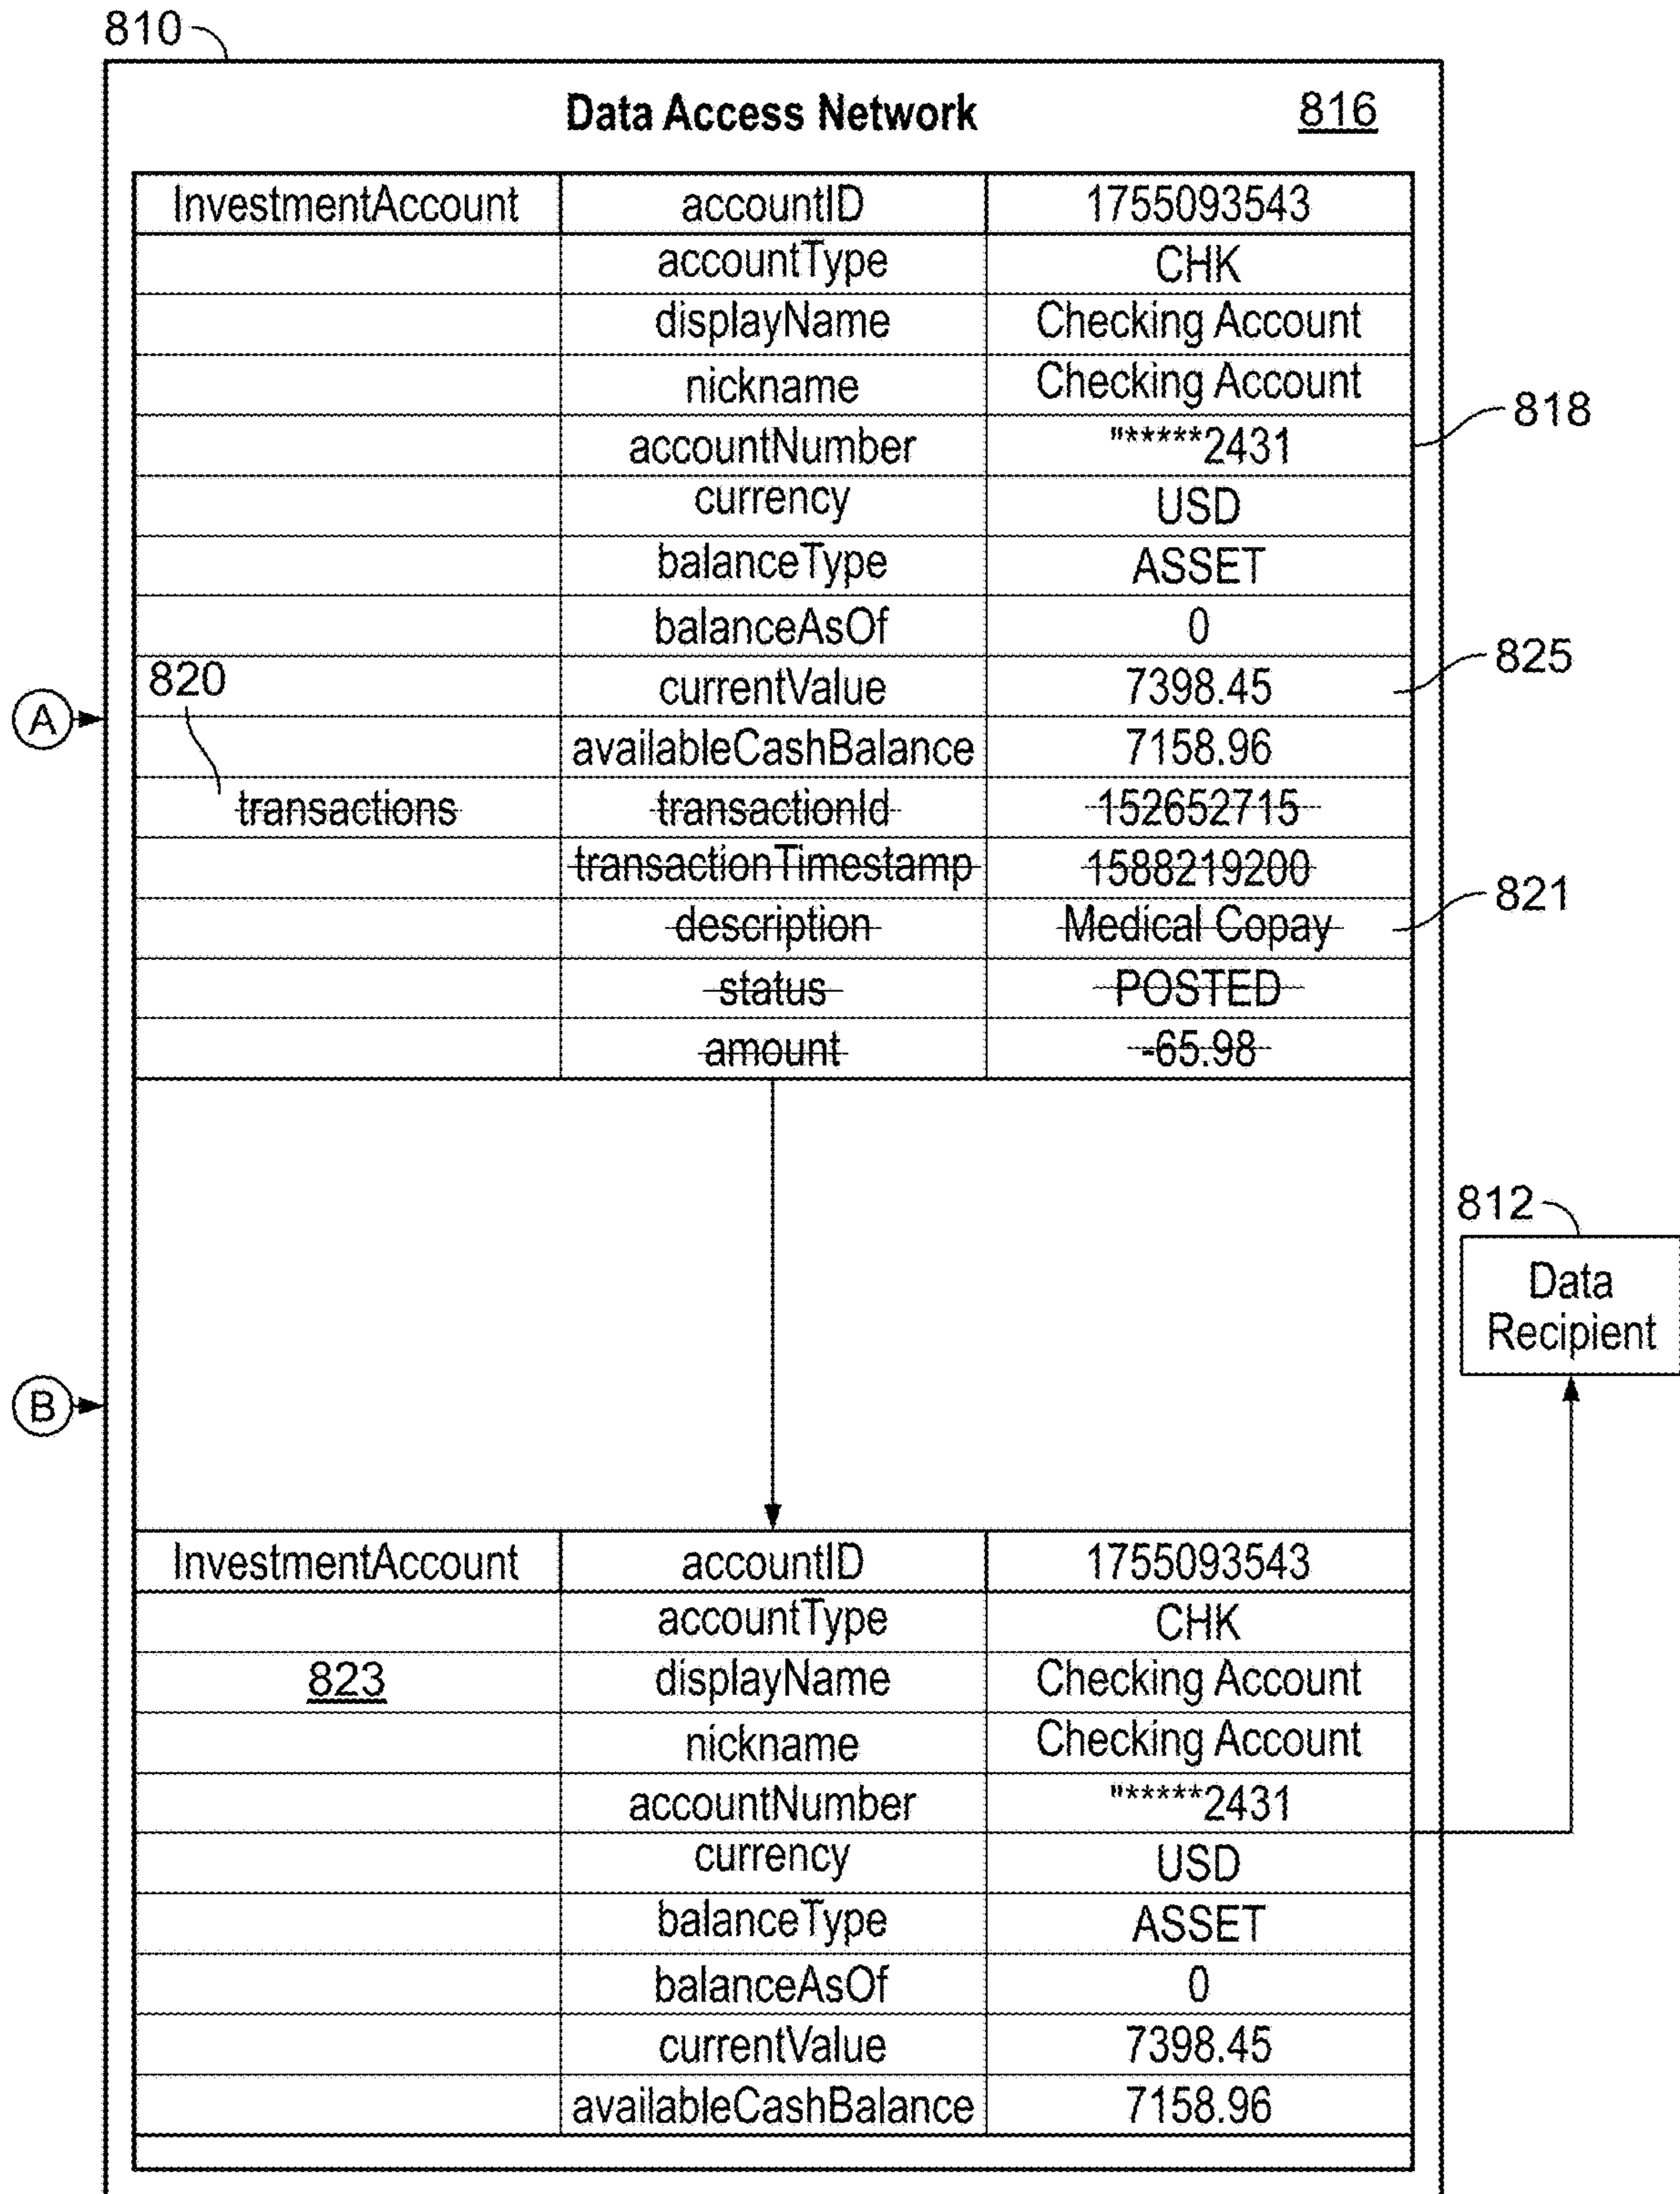 810
Data Access Network 816
InvestmentAccount accountID 1755093543
accountType CHK
displayName Checking Account
nickname Checking Account
818
accountNumber "*****2431
currency USD
balanceType ASSET
balanceAsOf 0
825
820
currentValue 7398.45
A
availableCashBalance 7158.96
transactions transactionId 152652715
transactionTimestamp 1588219200
821
description Medical Copay
status POSTED
amount -65.98
812
Data
Recipient
B
InvestmentAccount accountID 1755093543
accountType CHK
823 displayName Checking Account
nickname Checking Account
accountNumber "*****2431
currency USD
balanceType ASSET
balanceAsOf 0
currentValue 7398.45
availableCashBalance 7158.96